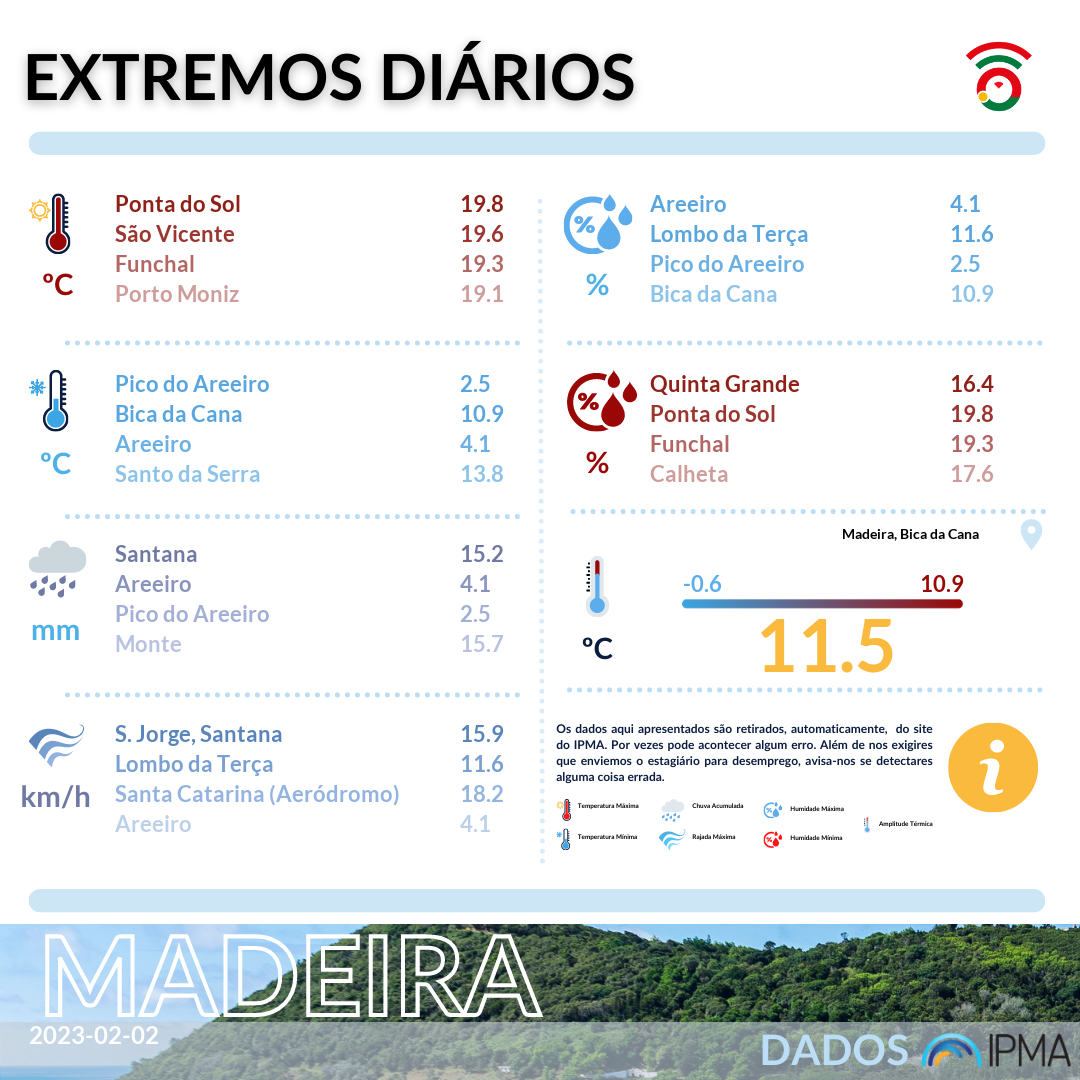 EXTREMOS DIÁRIOS
Ponta do Sol 19.8
São Vicente 19.6
Funchal 19.3
Porto Moniz 19.1
ºC
Pico do Areeiro 2.5
Bica da Cana 10.9
Areeiro 4.1
Santo da Serra 13.8
ºC
Santana 15.2
Areeiro 4.1
Pico do Areeiro 2.5
Monte 15.7
mm
S. Jorge, Santana 15.9
Lombo da Terça 11.6
Santa Catarina (Aeródromo) 18.2
Areeiro 4.1
km/h
%
Areeiro 4.1
Lombo da Terça 11.6
Pico do Areeiro 2.5
Bica da Cana 10.9
%
%
Quinta Grande 16.4
Ponta do Sol 19.8
Funchal 19.3
Calheta 17.6
%
Madeira, Bica da Cana
-0.6 10.9
11.5
ºC
Os dados aqui apresentados são retirados, automaticamente, do site
do IPMA. Por vezes pode acontecer algum erro. Além de nos exigires
que enviemos o estagiário para desemprego, avisa-nos se detectares
alguma coisa errada.
i
Temperatura Máxima Chuva Acumulada Humidade Máxima
Amplitude Térmica
Temperatura Mínima Rajada Máxima Humidade Mínima
MADEIRA
2023-02-02
DADOS IPMA